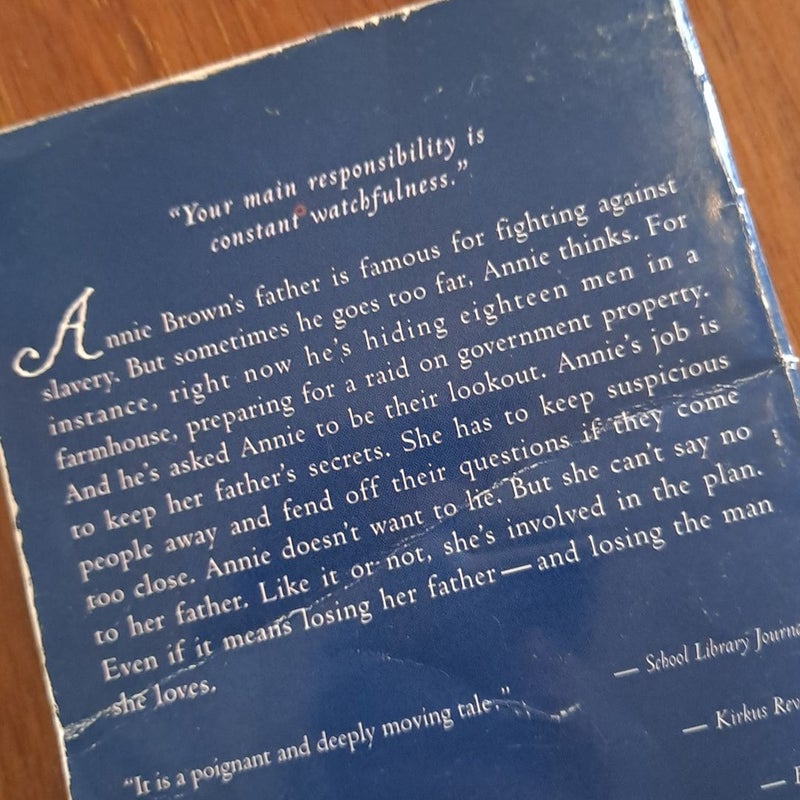 “Your main responsibility is
constant watchfulness.”
Annie Brown’s father is famous for fighting against
slavery. But sometimes he goes too far, Annie thinks. For
instance, right now he’s hiding eighteen men in a
farmhouse, preparing for a raid on government property.
And he’s asked Annie to be their lookout. Annie’s job is
to keep her father’s secrets. She has to keep suspicious
people away and fend off their questions if they come
too close. Annie doesn’t want to lie. But she can’t say no
to her father. Like it or not, she’s involved in the plan.
Even if it means losing her father—and losing the man
she loves.
— School Library Journa
“It is a poignant and deeply moving tale.”
— Kirkus Rev
—